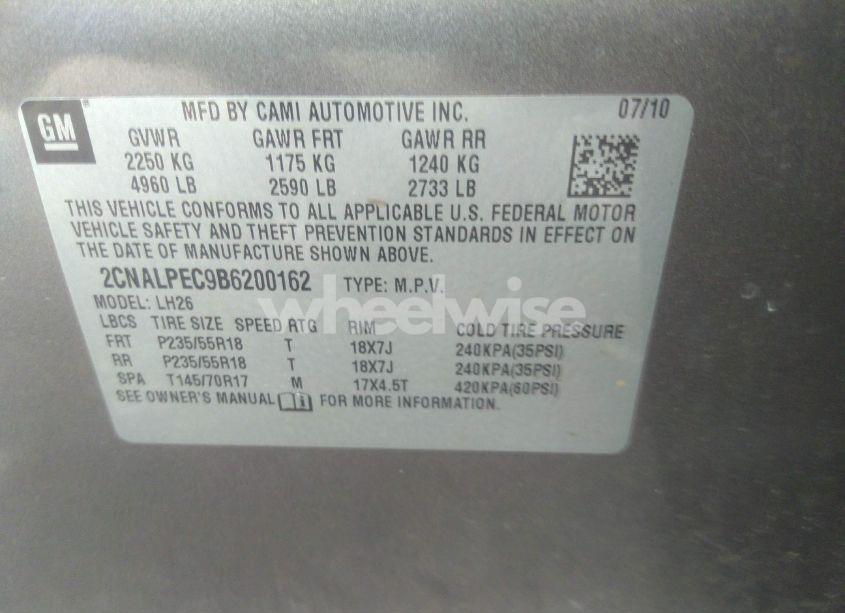 GM
MFD BY CAMI AUTOMOTIVE INC. 07/10
GVWR GAWR FRT GAWR RR
2250 KG 1175 KG 1240 KG
4960 LB 2590 LB 2733 LB
THIS VEHICLE CONFORMS TO ALL APPLICABLE U.S. FEDERAL MOTOR
VEHICLE SAFETY AND THEFT PREVENTION STANDARDS IN EFFECT ON
THE DATE OF MANUFACTURE SHOWN ABOVE.
2CNALPEC9B6200162 TYPE: M.P.V.
MODEL: LH26
wheelwise
LBCS TIRE SIZE SPEED RTG RIM COLD TIRE PRESSURE
FRT P235/55R18 T 18X7J 240KPA(35PSI)
RR P235/55R18 T 18X7J 240KPA(35PSI)
SPA T145/70R17 M 17X4.5T 420KPA(60PSI)
SEE OWNER'S MANUAL FOR MORE INFORMATION.